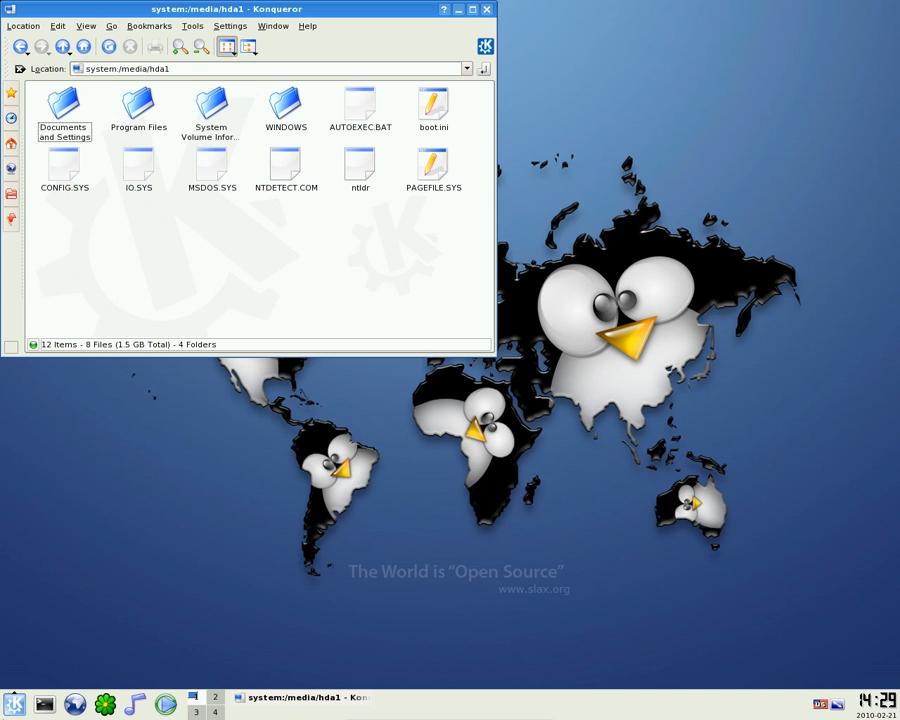 system:/media/hda1 - Konqueror
Location Edit View Go Bookmarks Tools Settings Window Help
Location: system:/media/hda1
Documents and Settings
Program Files
System Volume Infor...
WINDOWS
AUTOEXEC.BAT
boot.ini
CONFIG.SYS
IO.SYS
MSDOS.SYS
NTDETECT.COM
ntldr
PAGEFILE.SYS
12 Items - 8 Files (1.5 GB Total) - 4 Folders
The World is “Open Source”
www.slax.org
1 2
3 4
system:/media/hda1 - Kon
US
14:29
2010-02-21